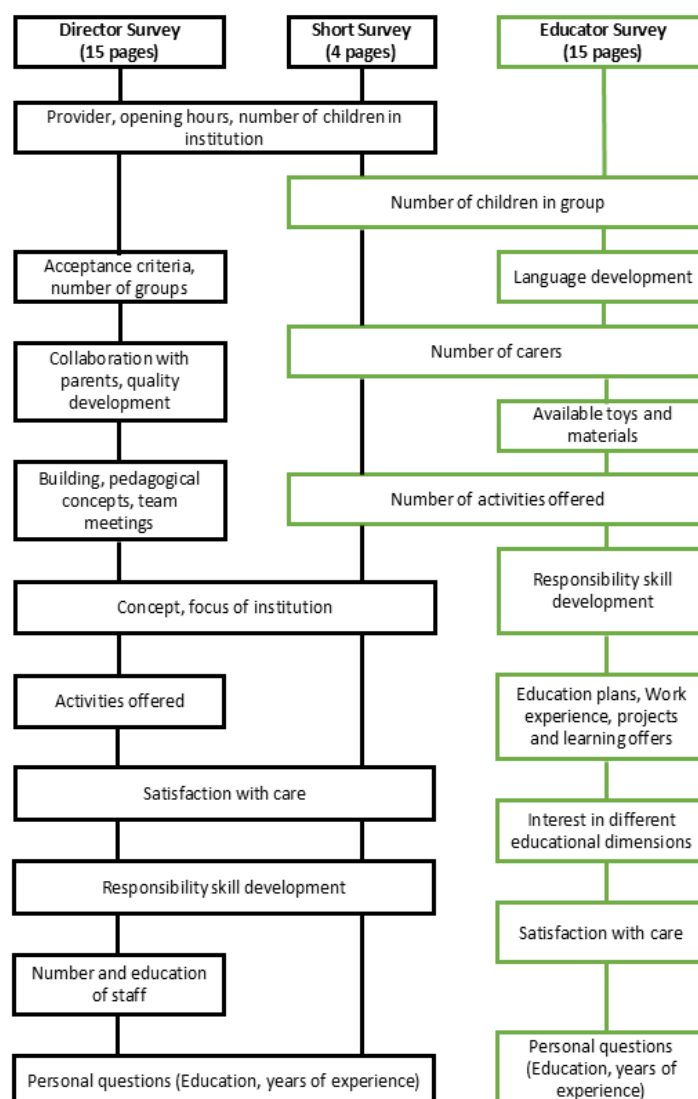 Director Survey
(15 pages)
Short Survey
(4 pages)
Educator Survey
(15 pages)
Provider, opening hours, number of children in
institution
Number of children in group
Acceptance criteria,
number of groups
Language development
Number of carers
Collaboration with
parents, quality
development
Available toys and
materials
Building, pedagogical
concepts, team
meetings
Number of activities offered
Responsibility skill
development
Concept, focus of institution
Activities offered
Education plans, Work
experience, projects
and learning offers
Satisfaction with care
Interest in different
educational dimensions
Responsibility skill development
Satisfaction with care
Number and education
of staff
Personal questions (Education, years of experience)
Personal questions
(Education, years of
experience)